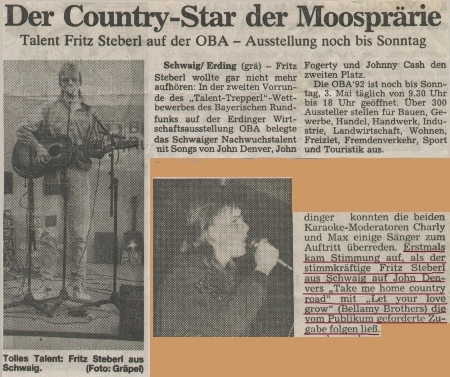 Der Country-Star der Moosprärie
Talent Fritz Steberl auf der OBA – Ausstellung noch bis Sonntag
Schwaig/ Erding (grä) – Fritz
Steberl wollte gar nicht mehr
aufhören: In der zweiten Vorrun-
de des „Talent-Trepperl"-Wett-
bewerbes des Bayerischen Rund-
funks auf der Erdinger Wirt-
schaftsausstellung OBA belegte
das Schwaiger Nachwuchstalent
mit Songs von John Denver, John
Fogerty und Johnny Cash den
zweiten Platz.
Die OBA'92 ist noch bis Sonn-
tag, 3. Mai täglich von 9.30 Uhr
bis 18 Uhr geöffnet. Über 300
Aussteller stellen für Bauen, Ge-
werbe, Handel, Handwerk, Indu-
strie, Landwirtschaft, Wohnen,
Freiziet, Fremdenverkehr, Sport
und Touristik aus.
Tolles Talent: Fritz Steberl aus
Schwaig. (Foto: Gräpel)
dinger konnten die beiden
Karaoke-Moderatoren Charly
und Max einige Sänger zum
Auftritt überreden. Erstmals
kam Stimmung auf, als der
stimmkräftige Fritz Steberl
aus Schwaig auf John Den-
vers „Take me home country
road" mit „Let your love
grow" (Bellamy Brothers) die
vom Publikum geforderte Zu-
gabe folgen ließ.